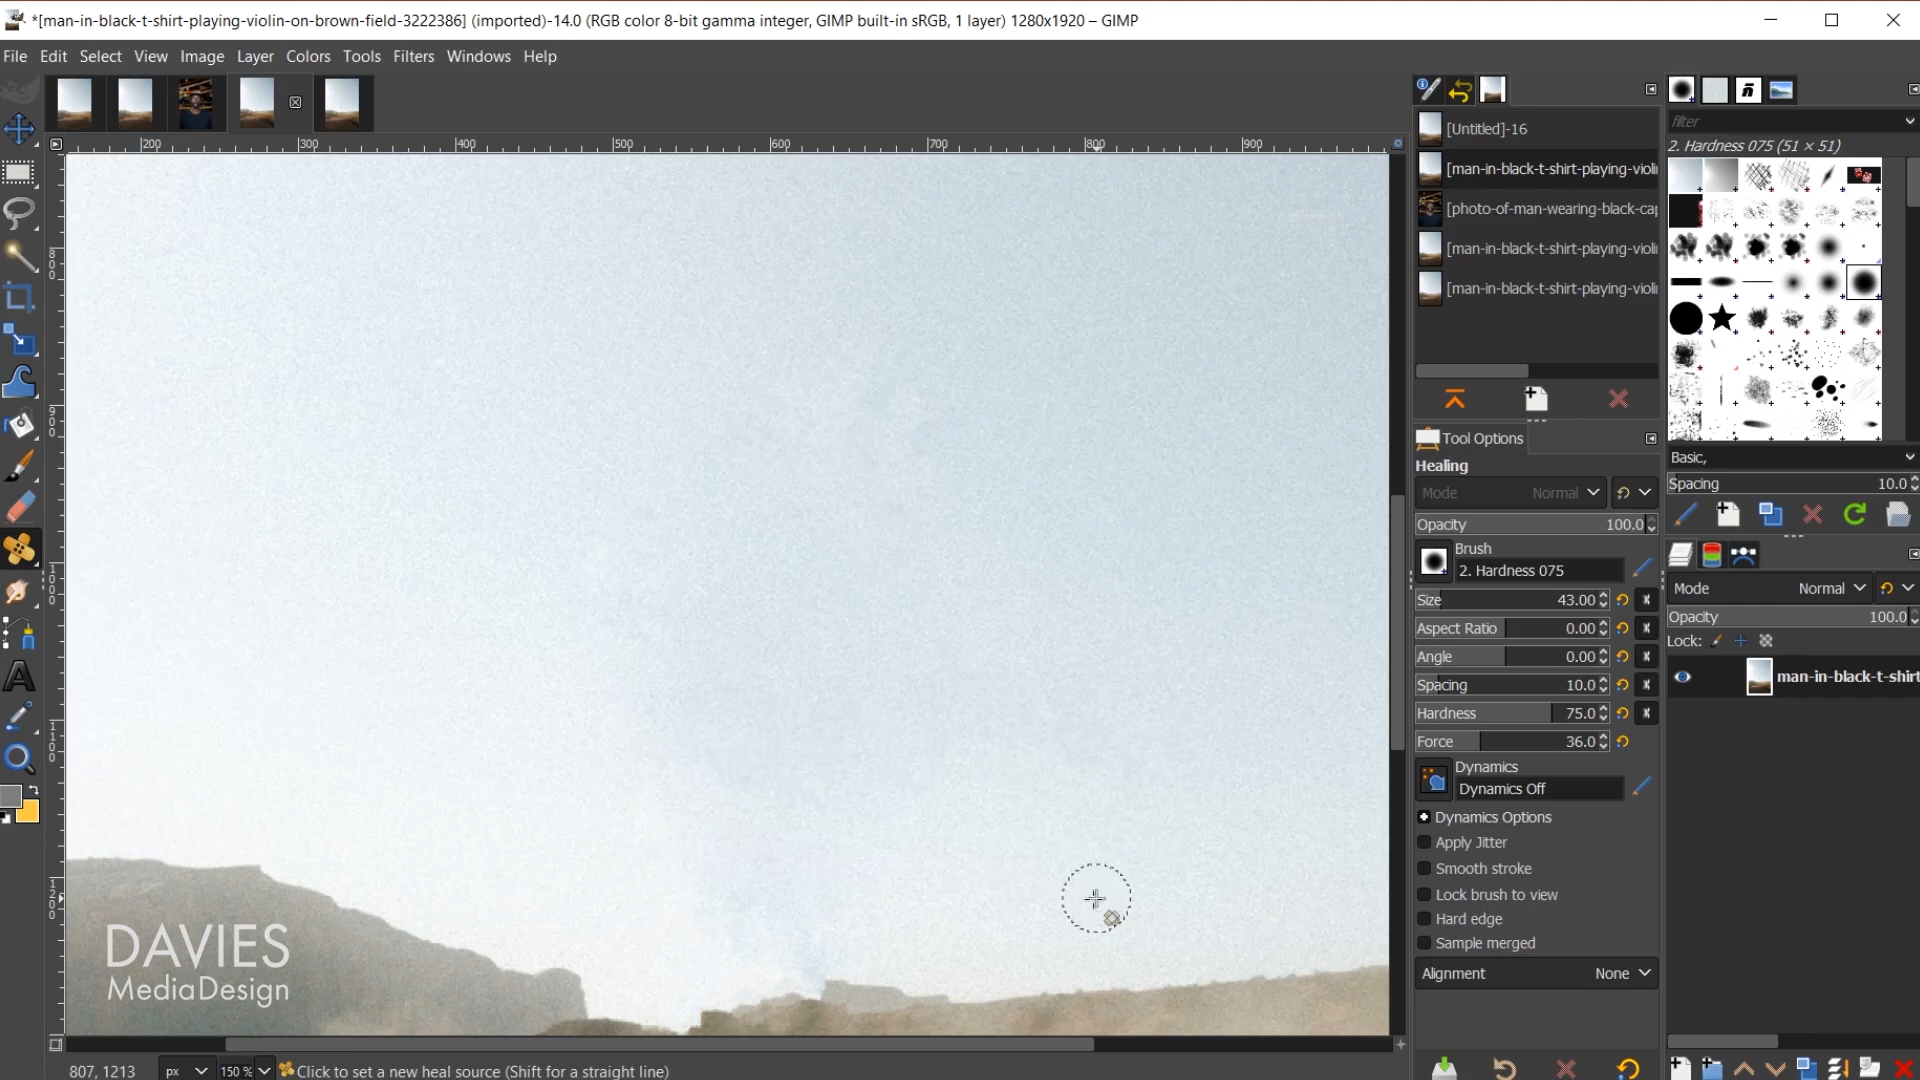 *[man-in-black-t-shirt-playing-violin-on-brown-field-3222386] (imported)-14.0 (RGB color 8-bit gamma integer, GIMP built-in sRGB, 1 layer) 1280x1920 – GIMP
File Edit Select View Image Layer Colors Tools Filters Windows Help
200 300 400 500 600 700 800 900
800
900
1000
1100
1200
[Untitled]-16
[man-in-black-t-shirt-playing-violi
[photo-of-man-wearing-black-cap
[man-in-black-t-shirt-playing-violi
[man-in-black-t-shirt-playing-violi
Tool Options
Healing
Mode Normal
Opacity 100.0
Brush
2. Hardness 075
Size 43.00
Aspect Ratio 0.00
Angle 0.00
Spacing 10.0
Hardness 75.0
Force 36.0
Dynamics
Dynamics Off
Dynamics Options
Apply Jitter
Smooth stroke
Lock brush to view
Hard edge
Sample merged
Alignment None
filter
2. Hardness 075 (51 × 51)
Basic,
Spacing 10.0
Mode Normal
Opacity 100.0
Lock:
man-in-black-t-shirt
DAVIES
MediaDesign
807, 1213 px 150 % Click to set a new heal source (Shift for a straight line)